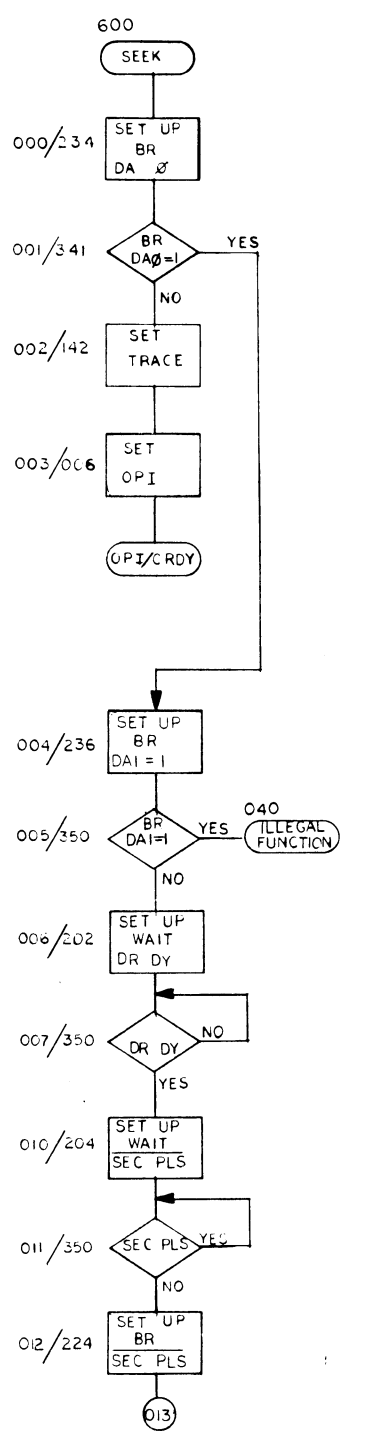 600
SEEK
000/234
SET UP
BR
DA Ø
001/341
BR
DAØ=1
YES
NO
002/142
SET
TRACE
003/006
SET
OPI
OPI/CRDY
004/236
SET UP
BR
DA1 = 1
005/350
BR
DA1=1
YES
040
ILLEGAL
FUNCTION
NO
006/202
SET UP
WAIT
DR DY
007/350
DR DY
NO
YES
010/204
SET UP
WAIT
SEC PLS
011/350
SEC PLS
YES
NO
012/224
SET UP
BR
SEC PLS
013